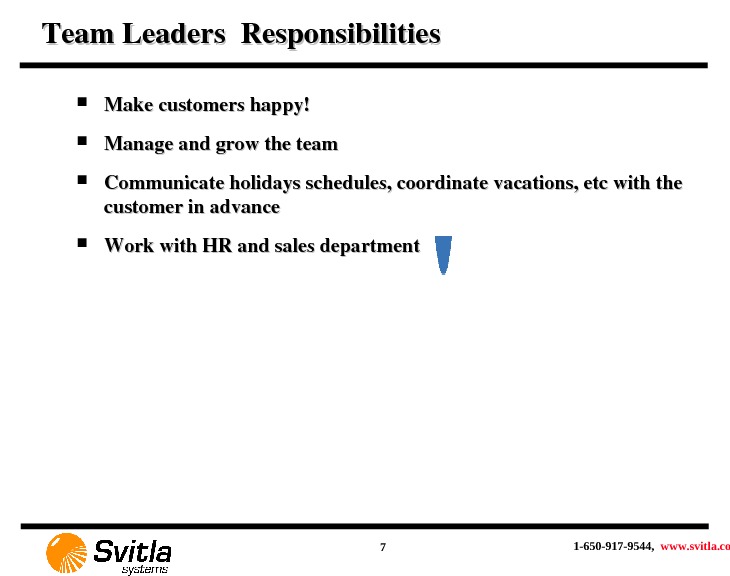 Team Leaders  Responsibilities
Make customers happy!
Manage and grow the team
Communicate holidays schedules, coordinate vacations, etc with the
customer in advance
Work with HR and sales department
Svitla
systems
7
1-650-917-9544,  www.svitla.co